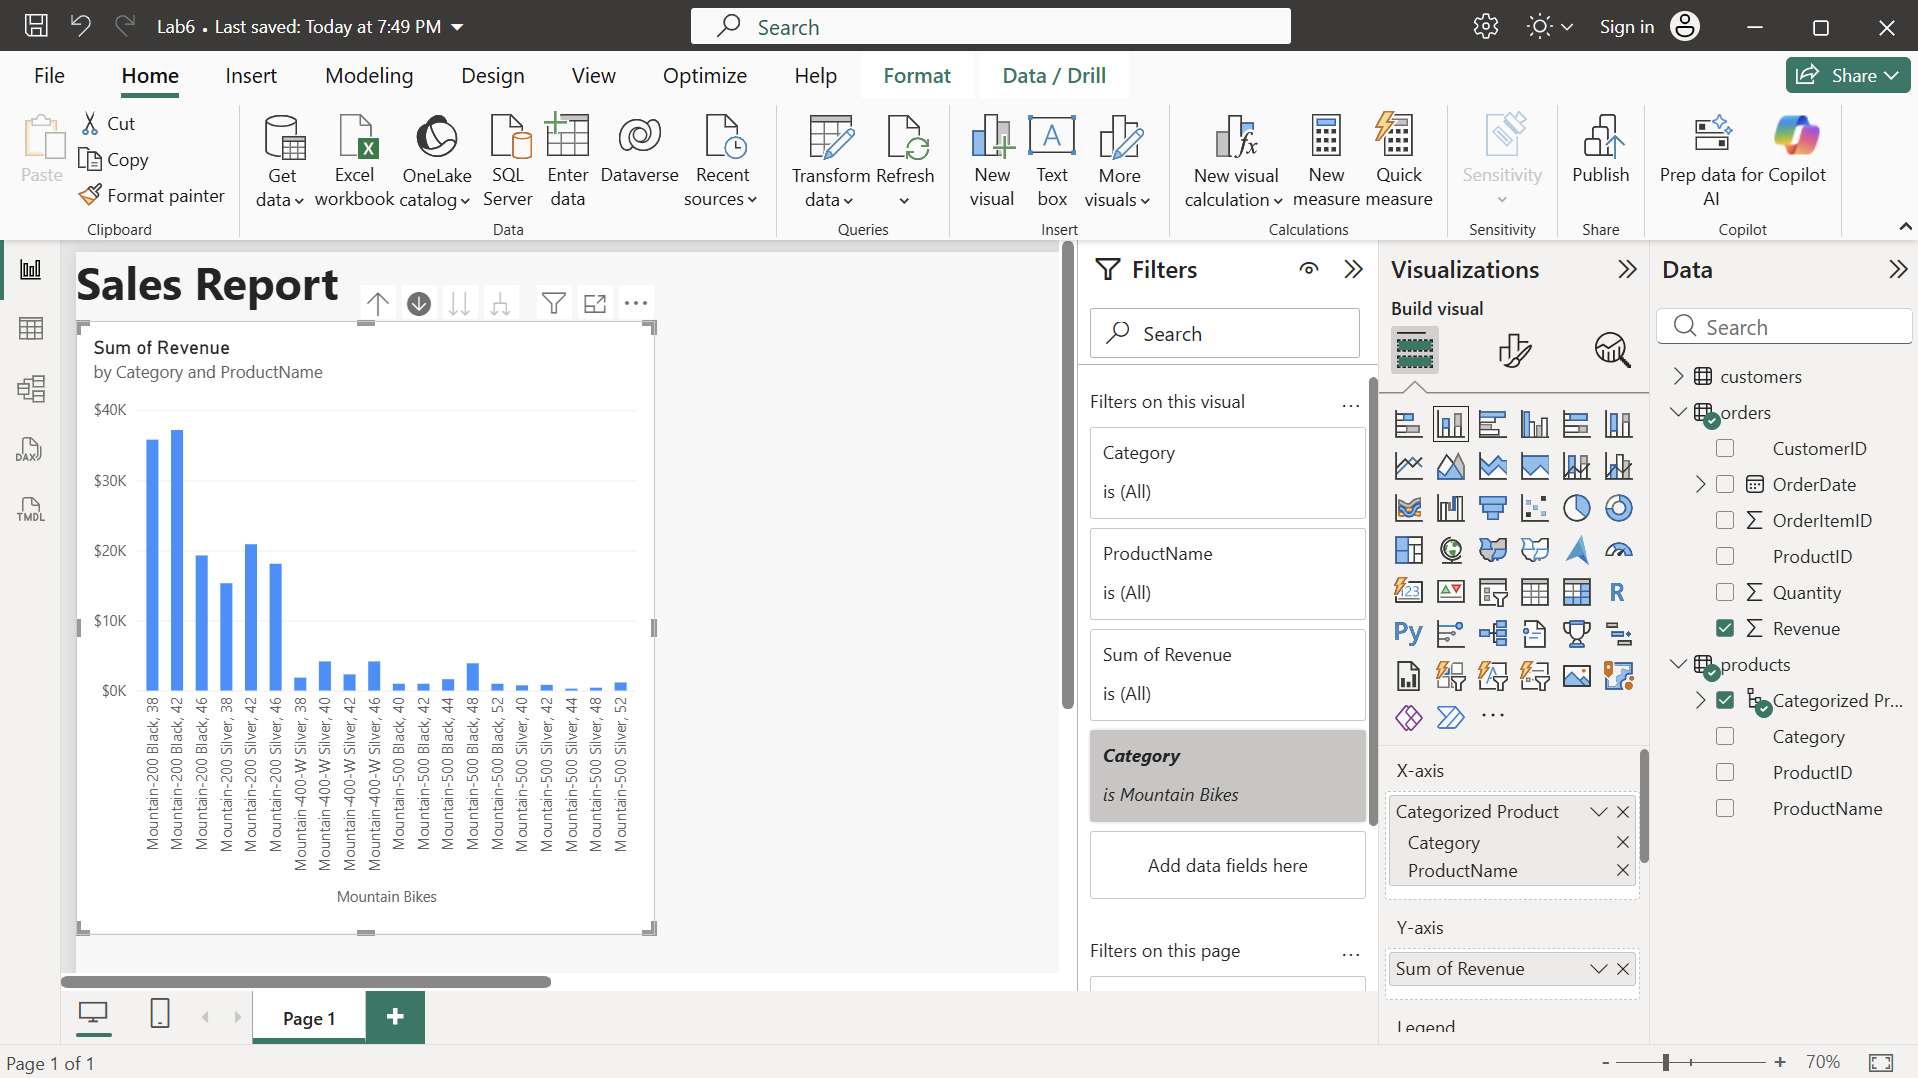 Lab6 • Last saved: Today at 7:49 PM
Search
Sign in
File Home Insert Modeling Design View Optimize Help Format Data / Drill
Share
Paste
Cut
Copy
Format painter
Clipboard
Get data
Excel workbook
OneLake catalog
SQL Server
Enter data
Dataverse
Recent sources
Data
Transform data
Refresh
Queries
New visual
Text box
More visuals
Insert
New visual calculation
New measure
Quick measure
Calculations
Sensitivity
Sensitivity
Publish
Share
Prep data for AI
Copilot
Copilot
DAX
TMDL
Sales Report
Sum of Revenue
by Category and ProductName
$40K
$30K
$20K
$10K
$0K
Mountain-200 Black, 38
Mountain-200 Black, 42
Mountain-200 Black, 46
Mountain-200 Silver, 38
Mountain-200 Silver, 42
Mountain-200 Silver, 46
Mountain-400-W Silver, 38
Mountain-400-W Silver, 40
Mountain-400-W Silver, 42
Mountain-400-W Silver, 46
Mountain-500 Black, 40
Mountain-500 Black, 42
Mountain-500 Black, 44
Mountain-500 Black, 48
Mountain-500 Black, 52
Mountain-500 Silver, 40
Mountain-500 Silver, 42
Mountain-500 Silver, 44
Mountain-500 Silver, 48
Mountain-500 Silver, 52
Mountain Bikes
Filters
Search
Filters on this visual
Category
is (All)
ProductName
is (All)
Sum of Revenue
is (All)
Category
is Mountain Bikes
Add data fields here
Filters on this page
Visualizations
Build visual
123
R
Py
X-axis
Categorized Product
Category
ProductName
Y-axis
Sum of Revenue
Legend
Data
Search
customers
orders
CustomerID
OrderDate
OrderItemID
ProductID
Quantity
Revenue
products
Categorized Pr...
Category
ProductID
ProductName
Page 1
Page 1 of 1
- + 70%